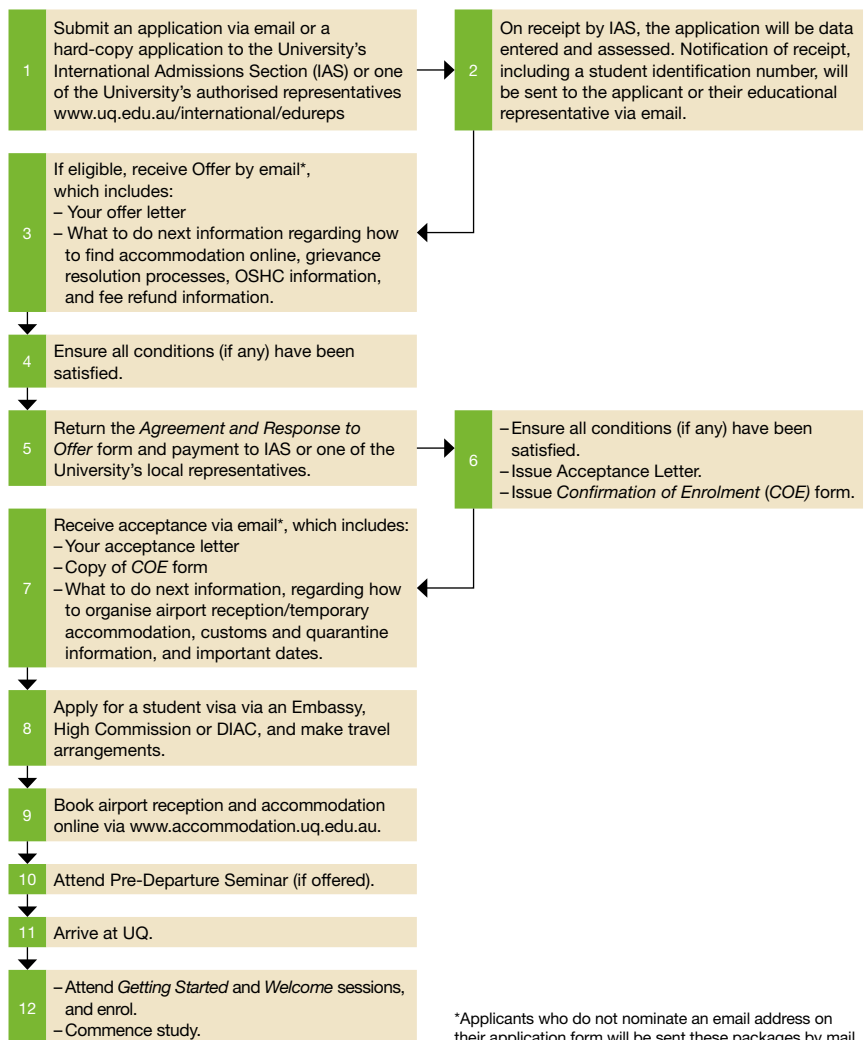 1
Submit an application via email or a
hard-copy application to the University's
International Admissions Section (IAS) or one
of the University's authorised representatives
www.uq.edu.au/international/edureps
2
On receipt by IAS, the application will be data
entered and assessed. Notification of receipt,
including a student identification number, will
be sent to the applicant or their educational
representative via email.
3
If eligible, receive Offer by email*,
which includes:
– Your offer letter
– What to do next information regarding how
to find accommodation online, grievance
resolution processes, OSHC information,
and fee refund information.
4
Ensure all conditions (if any) have been
satisfied.
5
Return the Agreement and Response to
Offer form and payment to IAS or one of the
University's local representatives.
6
– Ensure all conditions (if any) have been
satisfied.
– Issue Acceptance Letter.
– Issue Confirmation of Enrolment (COE) form.
7
Receive acceptance via email*, which includes:
– Your acceptance letter
– Copy of COE form
– What to do next information, regarding how
to organise airport reception/temporary
accommodation, customs and quarantine
information, and important dates.
8
Apply for a student visa via an Embassy,
High Commission or DIAC, and make travel
arrangements.
9
Book airport reception and accommodation
online via www.accommodation.uq.edu.au.
10
Attend Pre-Departure Seminar (if offered).
11
Arrive at UQ.
12
– Attend Getting Started and Welcome sessions,
and enrol.
– Commence study.
*Applicants who do not nominate an email address on
their application form will be sent these packages by mail